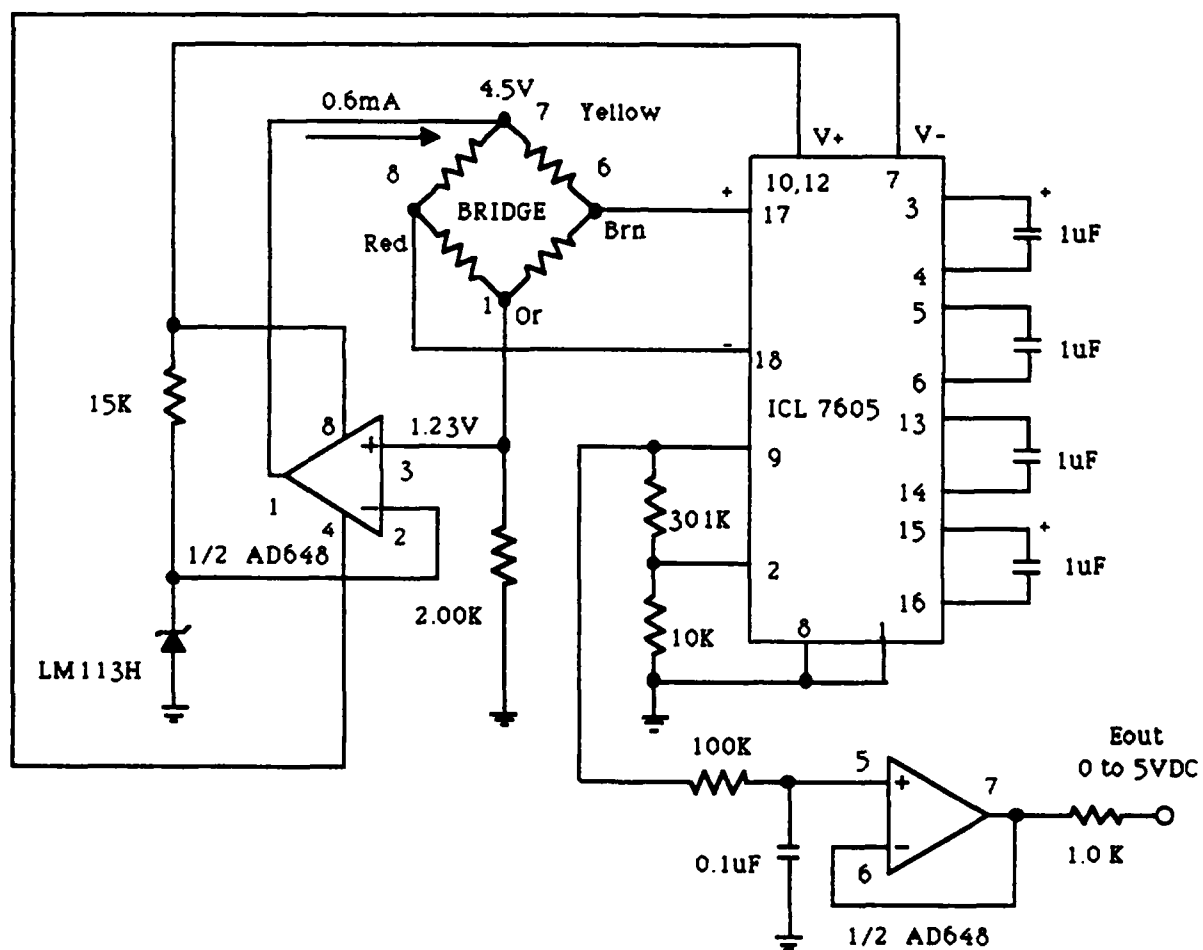 4.5V
0.6mA
7
Yellow
V+
V-
8
6
10,12
7
BRIDGE
+
17
3
+
1uF
Red
Brn
4
1
Or
5
1uF
-
18
6
15K
ICL 7605
8
+
1.23V
3
13
1uF
9
14
1
4
-
2
301K
15
+
1/2 AD648
2
1uF
2.00K
16
10K
8
1
LM113H
100K
5
+
7
Eout
0 to 5VDC
0.1uF
-
6
1.0 K
1/2 AD648